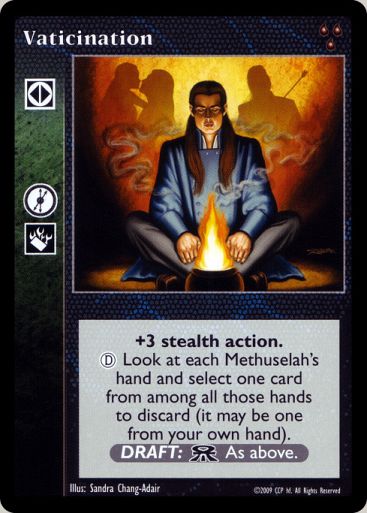 Vaticination
+3 stealth action.
Ⓓ Look at each Methuselah's
hand and select one card
from among all those hands
to discard (it may be one
from your own hand).
DRAFT: As above.
Illus: Sandra Chang-Adair
©2009 CCP hf. All Rights Reserved